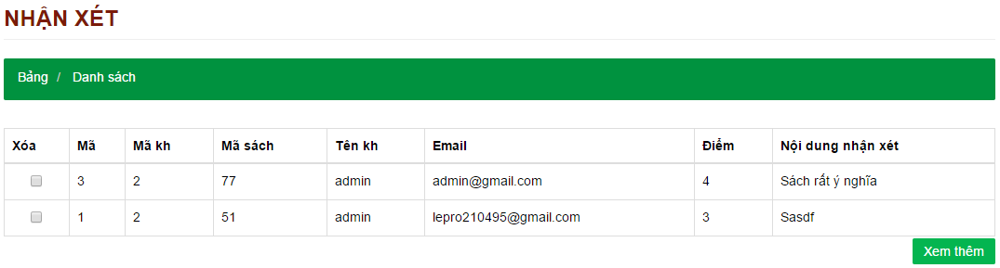 NHẬN XÉT
Bảng / Danh sách
Xóa Mã Mã kh Mã sách Tên kh Email Điểm Nội dung nhận xét
3 2 77 admin admin@gmail.com 4 Sách rất ý nghĩa
1 2 51 admin lepro210495@gmail.com 3 Sasdf
Xem thêm